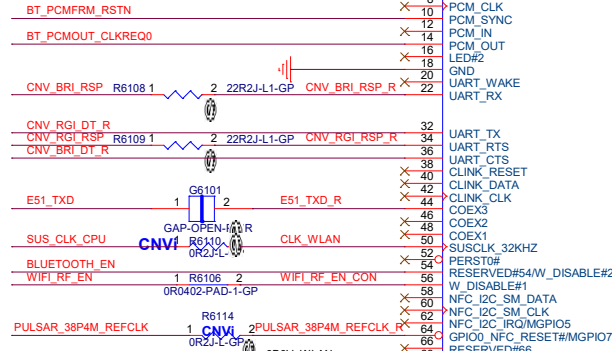 PCM_CLK
BT_PCMFRM_RSTN 10 PCM_SYNC
12 PCM_IN
BT_PCMOUT_CLKREQ0 14 PCM_OUT
16 LED#2
18 GND
20 UART_WAKE
CNV_BRI_RSP R6108 1 2 22R2J-L1-GP CNV_BRI_RSP_R 22 UART_RX
CNV_RGI_DT_R 32 UART_TX
CNV_RGI_RSP R6109 1 2 22R2J-L1-GP CNV_RGI_RSP_R 34 UART_RTS
CNV_BRI_DT_R 36 UART_CTS
38 CLINK_RESET
40 CLINK_DATA
42 CLINK_CLK
E51_TXD 1 G6101 2 E51_TXD_R 44 COEX3
GAP-OPEN- R 46 COEX2
48 COEX1
SUS_CLK_CPU CNVi R6110 0R2J-L- CLK_WLAN 50 SUSCLK_32KHZ
52 PERST0#
BLUETOOTH_EN 54 RESERVED#54/W_DISABLE#2
WIFI_RF_EN 1 R6106 2 WIFI_RF_EN_CON 56 W_DISABLE#1
0R0402-PAD-1-GP
58 NFC_I2C_SM_DATA
60 NFC_I2C_SM_CLK
62 NFC_I2C_IRQ/MGPIO5
PULSAR_38P4M_REFCLK 1 R6114 CNVi 2 PULSAR_38P4M_REFCLK_R 64 GPIO0_NFC_RESET#/MGPIO7
0R2J-L-GP
66 RESERVED#66